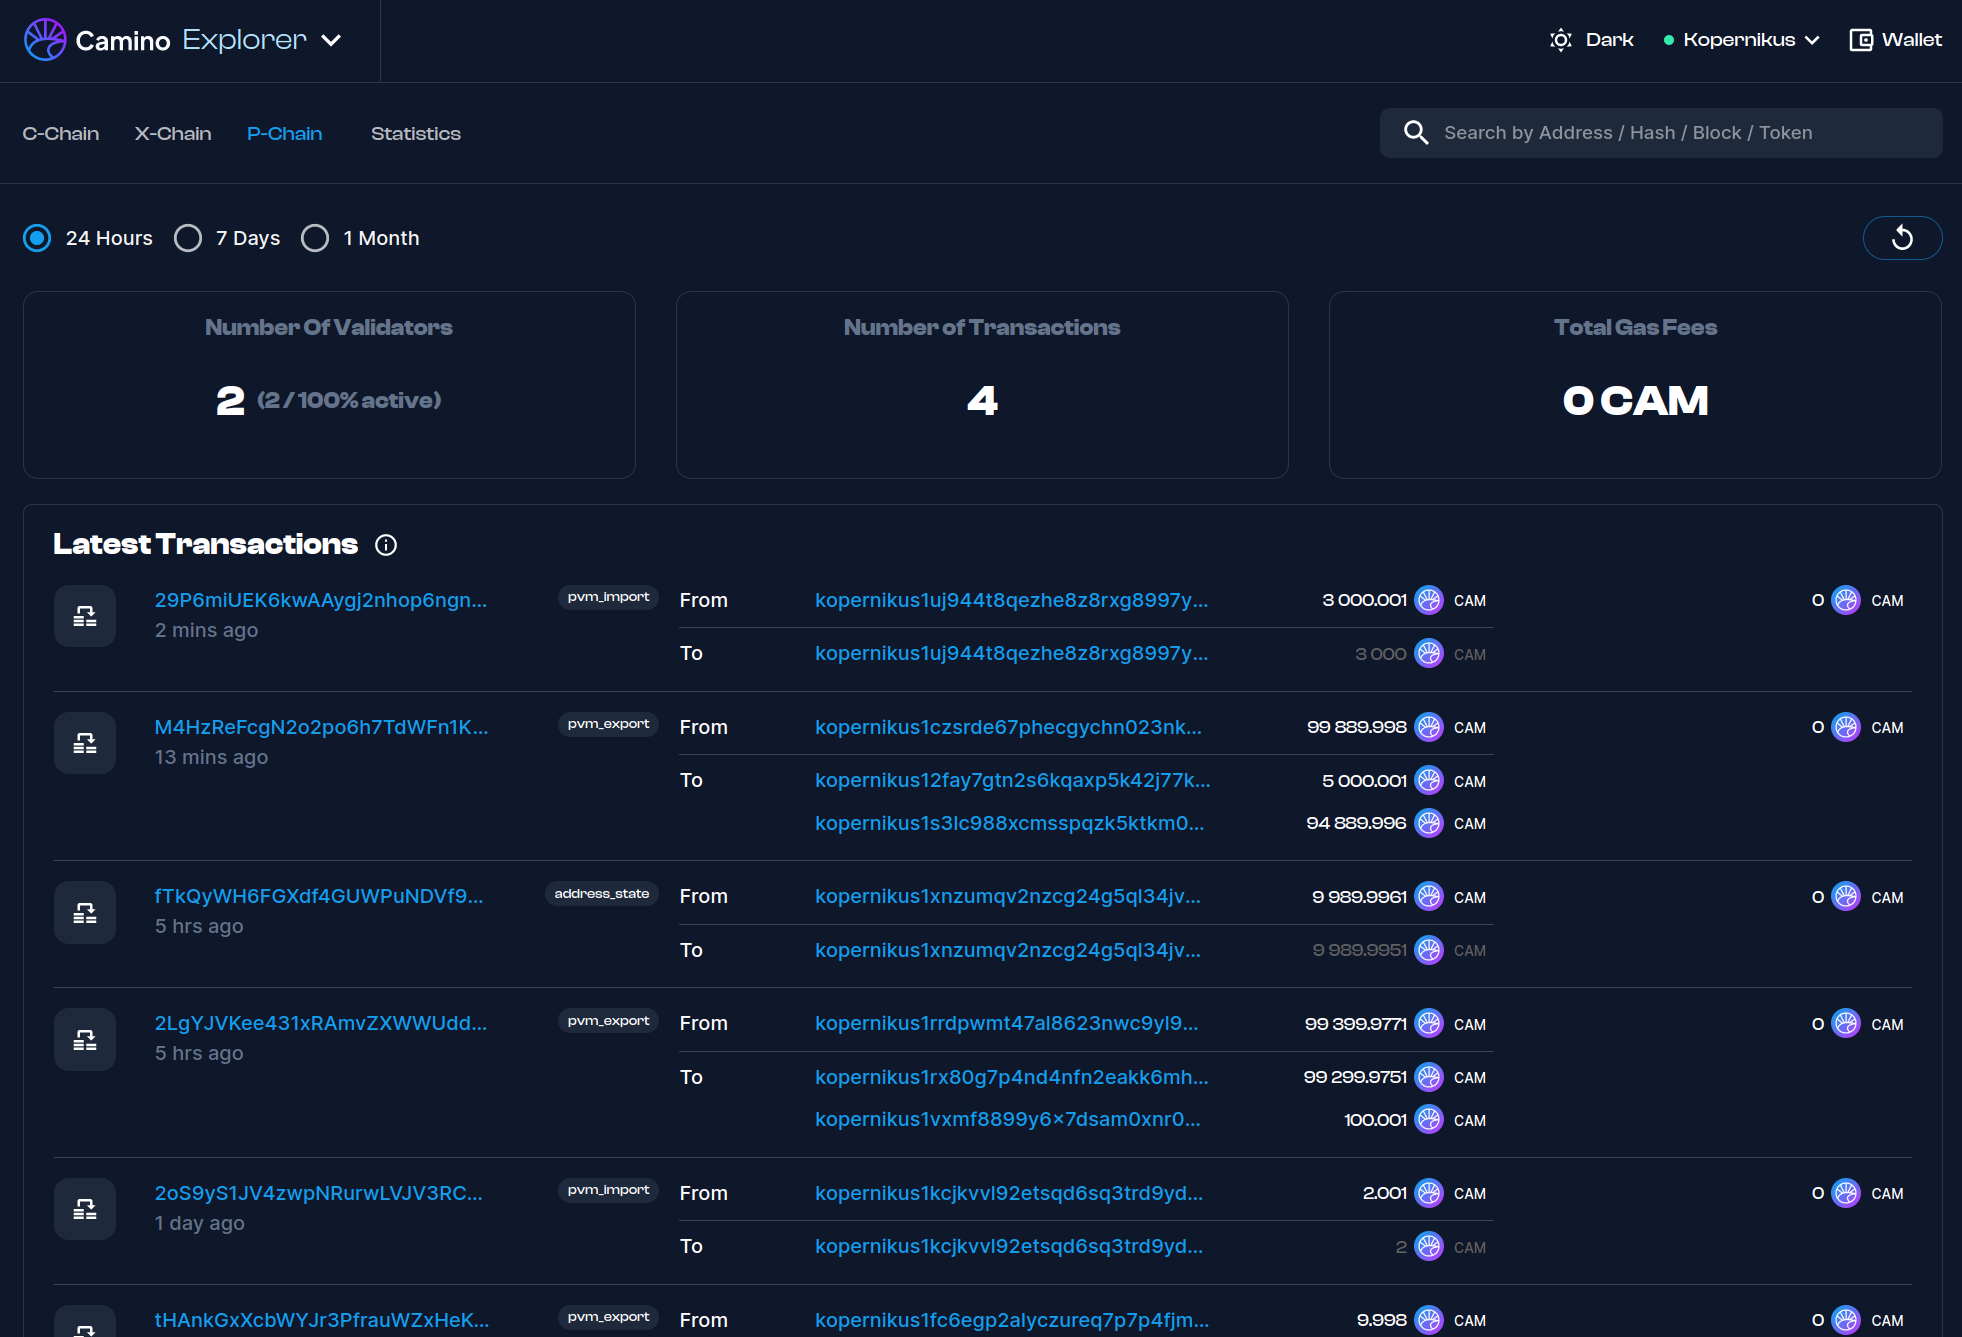 Camino Explorer
Dark
Kopernikus
Wallet
C-Chain X-Chain P-Chain Statistics
Search by Address / Hash / Block / Token
24 Hours 7 Days 1 Month
Number Of Validators
2 (2 / 100% active)
Number of Transactions
4
Total Gas Fees
0 CAM
Latest Transactions
29P6miUEK6kwAAygj2nhop6ngn... pvm_import From kopernikus1uj944t8qezhe8z8rxg8997y... 3 000.001 CAM 0 CAM
2 mins ago
To kopernikus1uj944t8qezhe8z8rxg8997y... 3 000 CAM
M4HzReFcgN2o2po6h7TdWFn1K... pvm_export From kopernikus1czsrde67phecgychn023nk... 99 889.998 CAM 0 CAM
13 mins ago
To kopernikus12fay7gtn2s6kqaxp5k42j77k... 5 000.001 CAM
kopernikus1s3lc988xcmsspqzk5ktkm0... 94 889.996 CAM
fTkQyWH6FGXdf4GUWPuNDVf9... address_state From kopernikus1xnzumqv2nzcg24g5ql34jv... 9 989.9961 CAM 0 CAM
5 hrs ago
To kopernikus1xnzumqv2nzcg24g5ql34jv... 9 989.9951 CAM
2LgYJVKee431xRAmvZXWWUdd... pvm_export From kopernikus1rrdpwmt47al8623nwc9yl9... 99 399.9771 CAM 0 CAM
5 hrs ago
To kopernikus1rx80g7p4nd4nfn2eakk6mh... 99 299.9751 CAM
kopernikus1vxmf8899y6x7dsam0xnr0... 100.001 CAM
2oS9yS1JV4zwpNRurwLVJV3RC... pvm_import From kopernikus1kcjkvvl92etsqd6sq3trd9yd... 2.001 CAM 0 CAM
1 day ago
To kopernikus1kcjkvvl92etsqd6sq3trd9yd... 2 CAM
tHAnkGxXcbWYJr3PfrauWZxHeK... pvm_export From kopernikus1fc6egp2alyczureq7p7p4fjm... 9.998 CAM 0 CAM